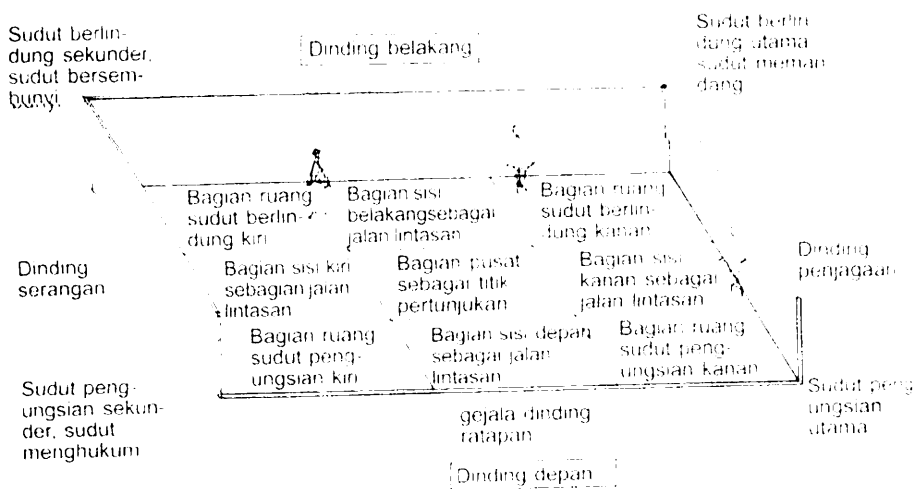 Sudut berlin-
dung sekunder,
sudut bersem-
bunyi
Dinding belakang
Sudut berlin
dung utama
sudut meman
dang
Bagian ruang
sudut berlin-
dung kiri
Bagian sisi
belakangsebagai
jalan lintasan
Bagian ruang
sudut berlin-
dung kanan
Dinding
serangan
Bagian sisi kiri
sebagian jalan
lintasan
Bagian pusat
sebagai titik
pertunjukan
Bagian sisi
kanan sebagai
jalan lintasan
Dinding
penjagaan
Bagian ruang
sudut peng-
ungsian kiri
Bagian sisi depan
sebagai jalan
lintasan
Bagian ruang
sudut peng-
ungsian kanan
Sudut peng-
ungsian sekun-
der, sudut
menghukum
gejala dinding
ratapan
Sudut peng
ungsian
utama
Dinding depan